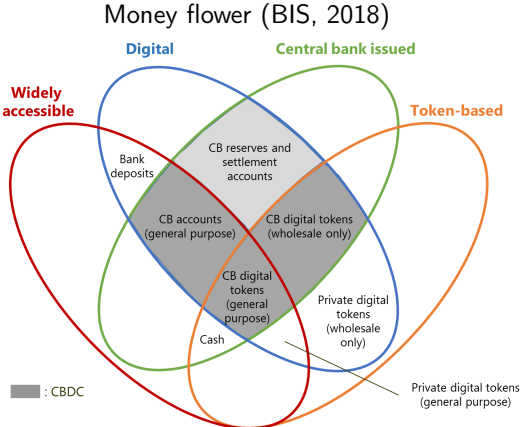 Money flower (BIS, 2018)
Digital
Central bank issued
Widely
accessible
Token-based
Bank
deposits
CB reserves and
settlement
accounts
CB accounts
(general purpose)
CB digital tokens
(wholesale only)
CB digital
tokens
(general
purpose)
Private digital
tokens
(wholesale
only)
Cash
Private digital tokens
(general purpose)
: CBDC